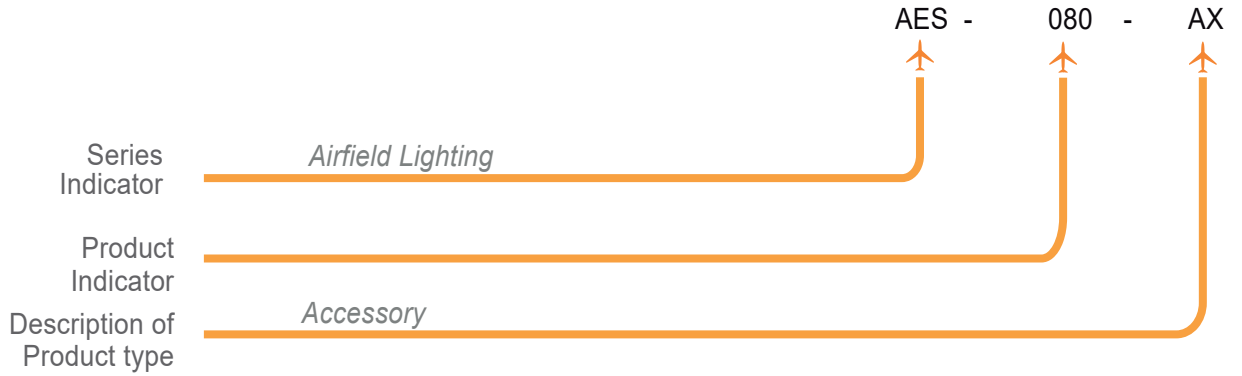 AES - 080 - AX
Series
Indicator
Airfield Lighting
Product
Indicator
Description of
Product type
Accessory